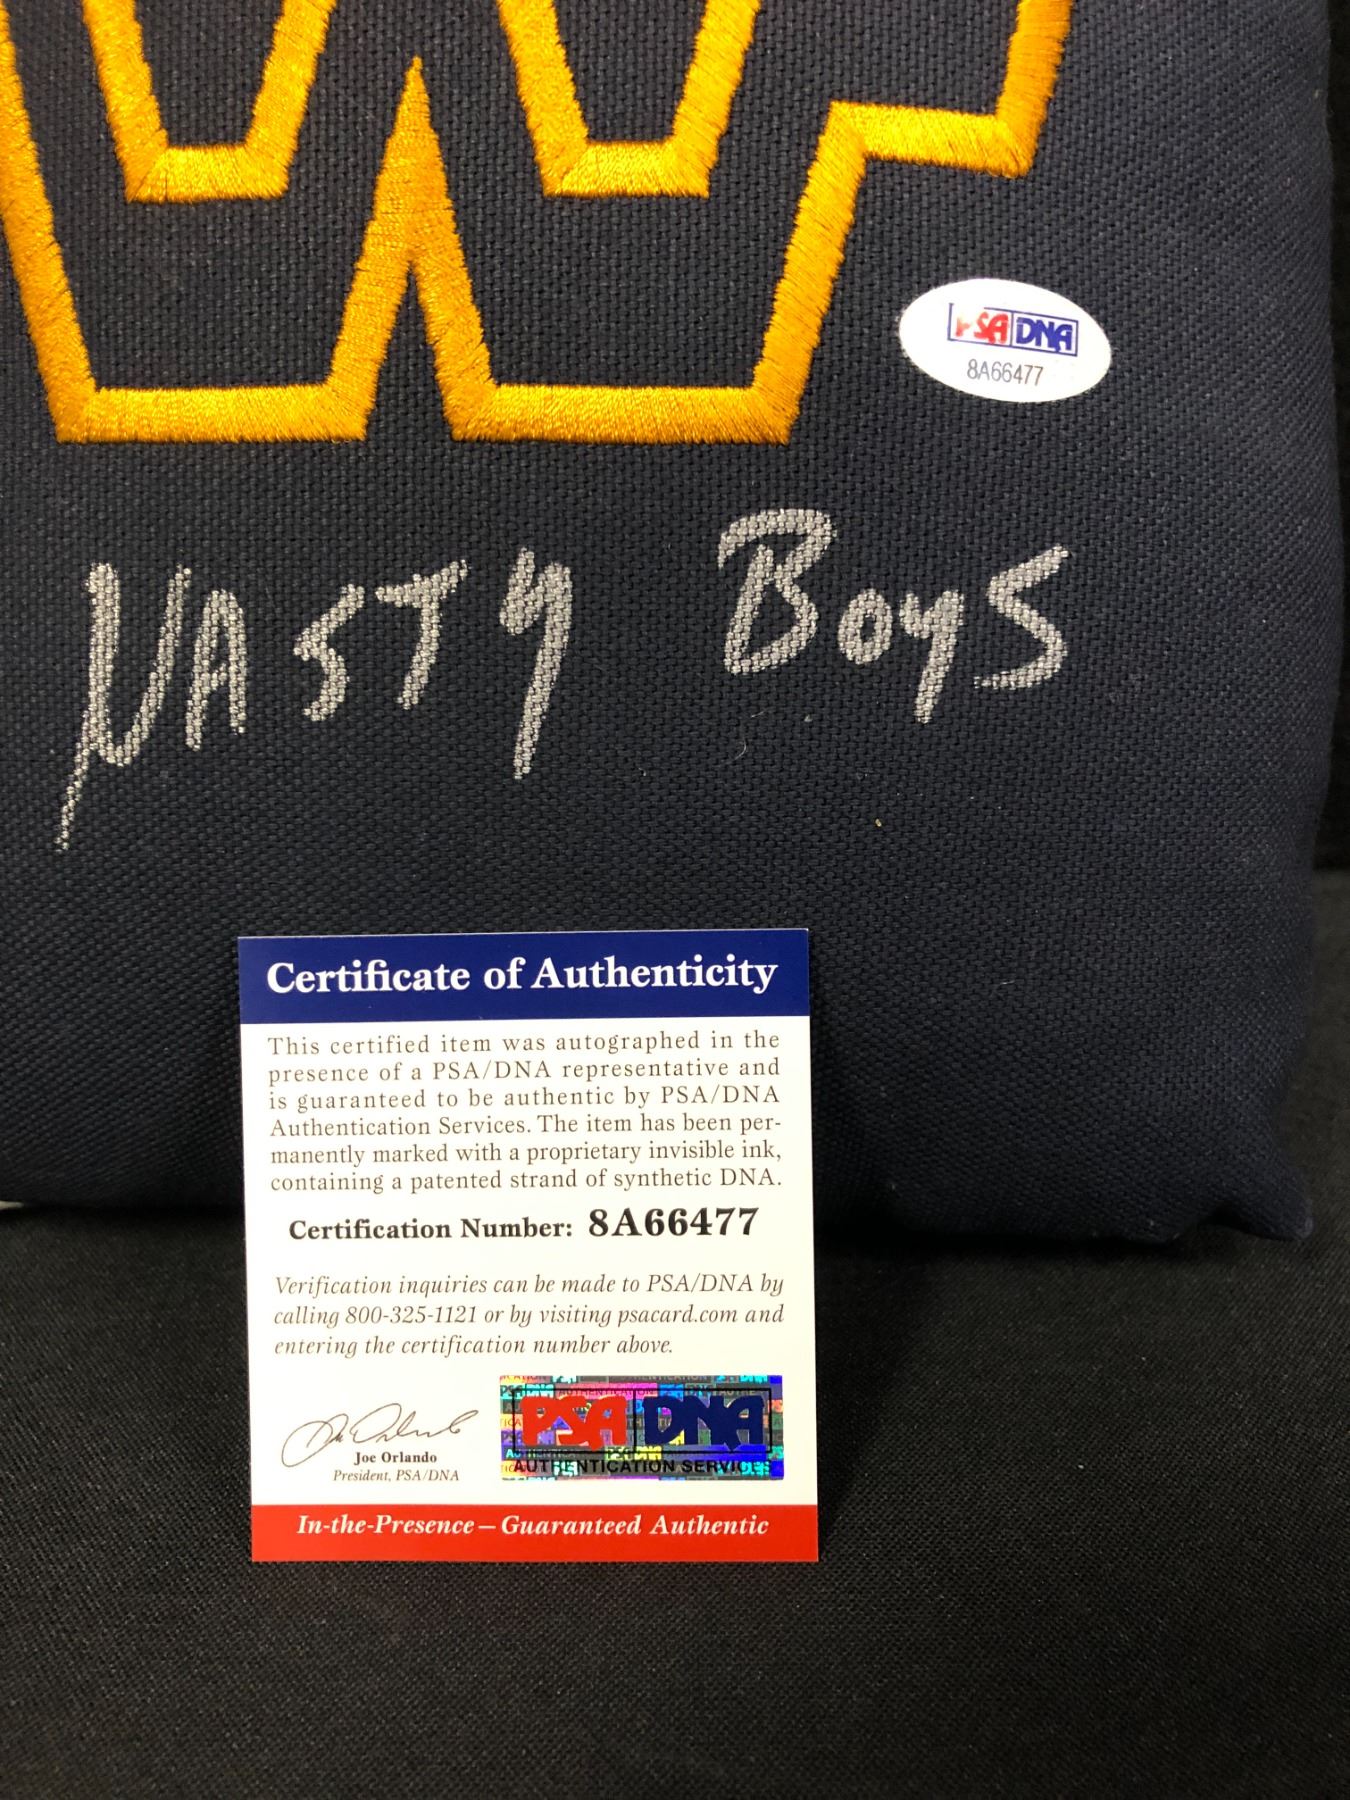 PSA DNA
8A66477
NASTY BOYS
Certificate of Authenticity
This certified item was autographed in the
presence of a PSA/DNA representative and
is guaranteed to be authentic by PSA/DNA
Authentication Services. The item has been per-
manently marked with a proprietary invisible ink,
containing a patented strand of synthetic DNA.
Certification Number: 8A66477
Verification inquiries can be made to PSA/DNA by
calling 800-325-1121 or by visiting psacard.com and
entering the certification number above.
Joe Orlando
President, PSA/DNA
PSA DNA
AUTHENTICATION SERVICES
In-the-Presence – Guaranteed Authentic